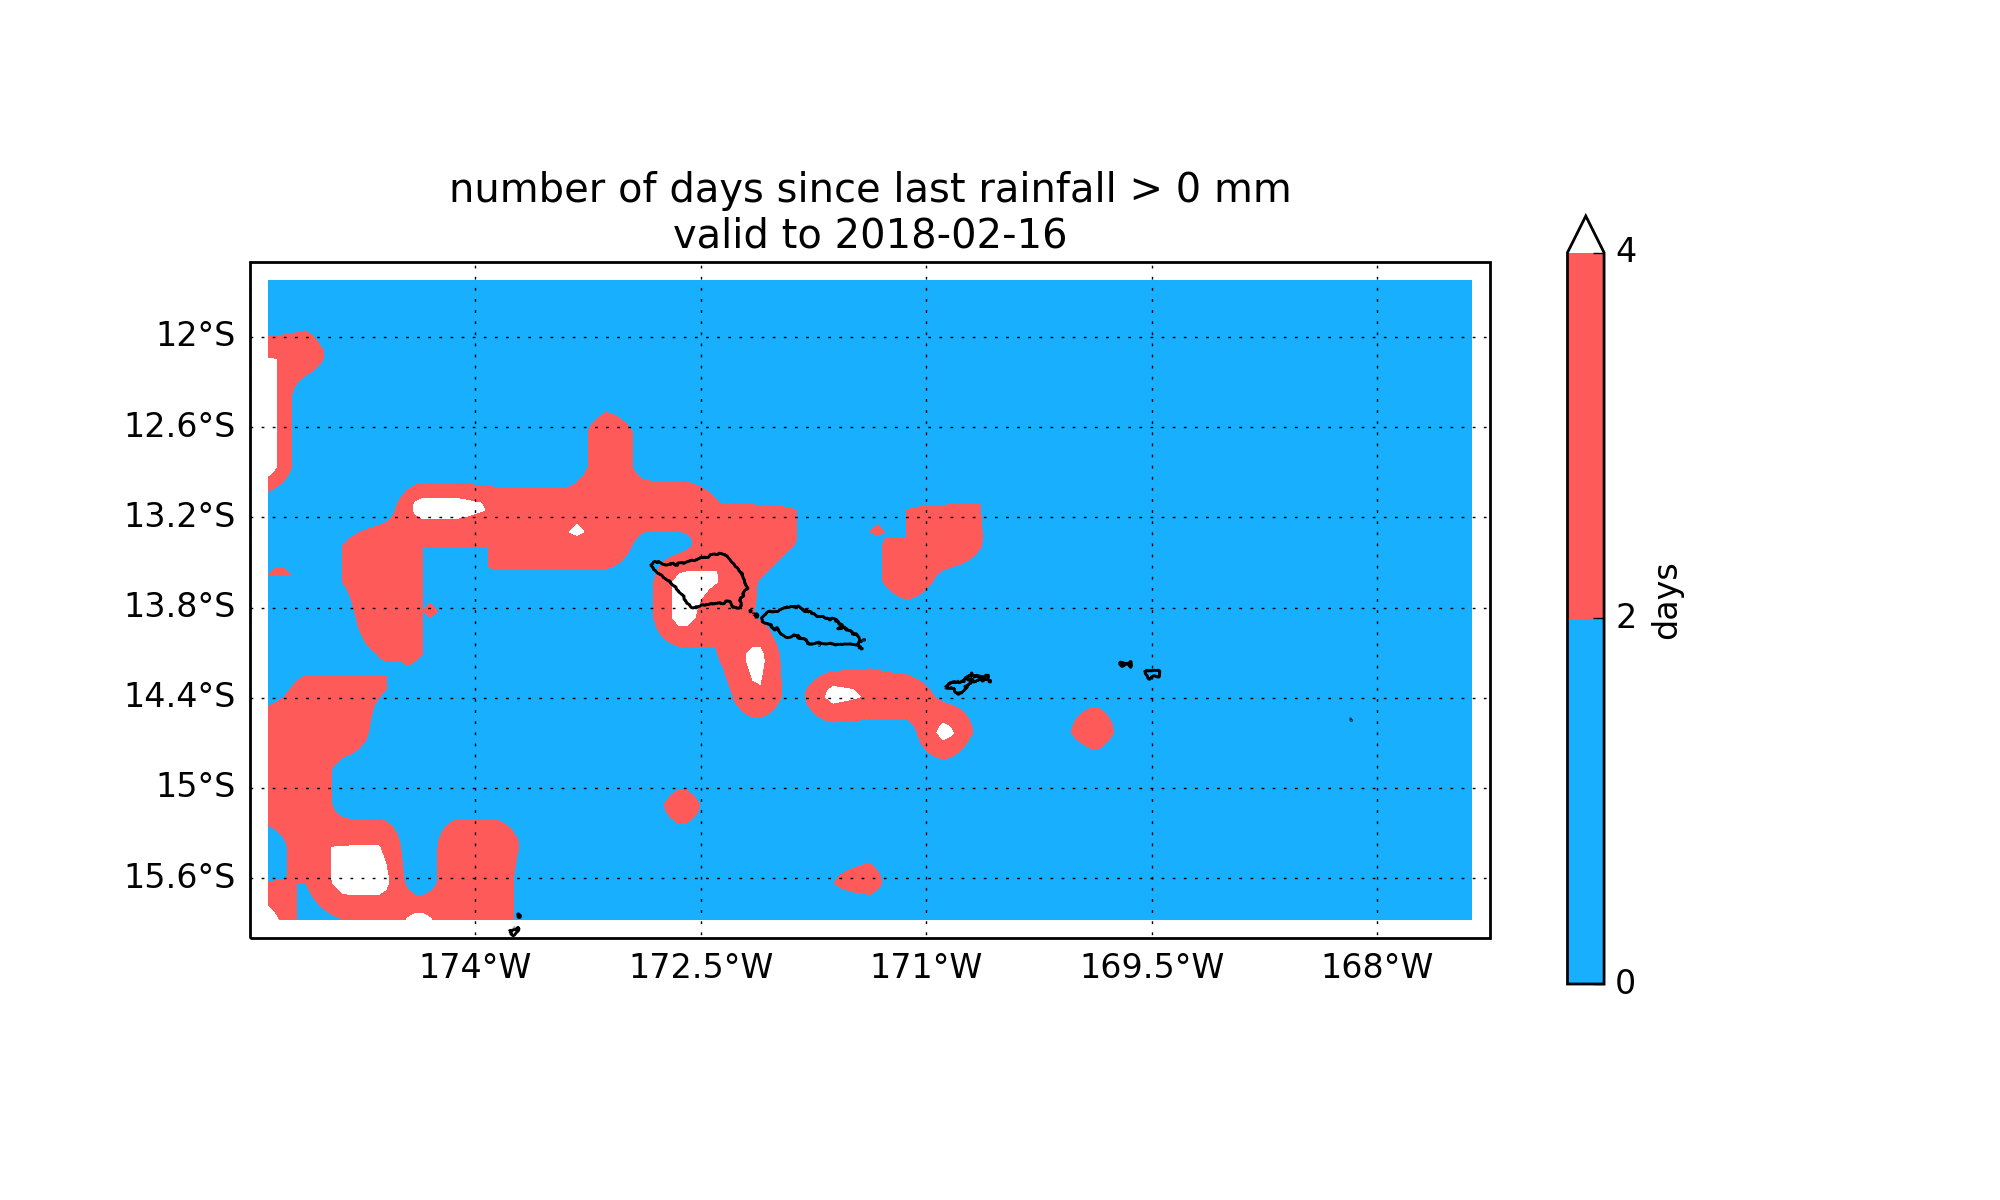 number of days since last rainfall > 0 mm
valid to 2018-02-16
12°S
12.6°S
13.2°S
13.8°S
14.4°S
15°S
15.6°S
174°W
172.5°W
171°W
169.5°W
168°W
4
2
0
days